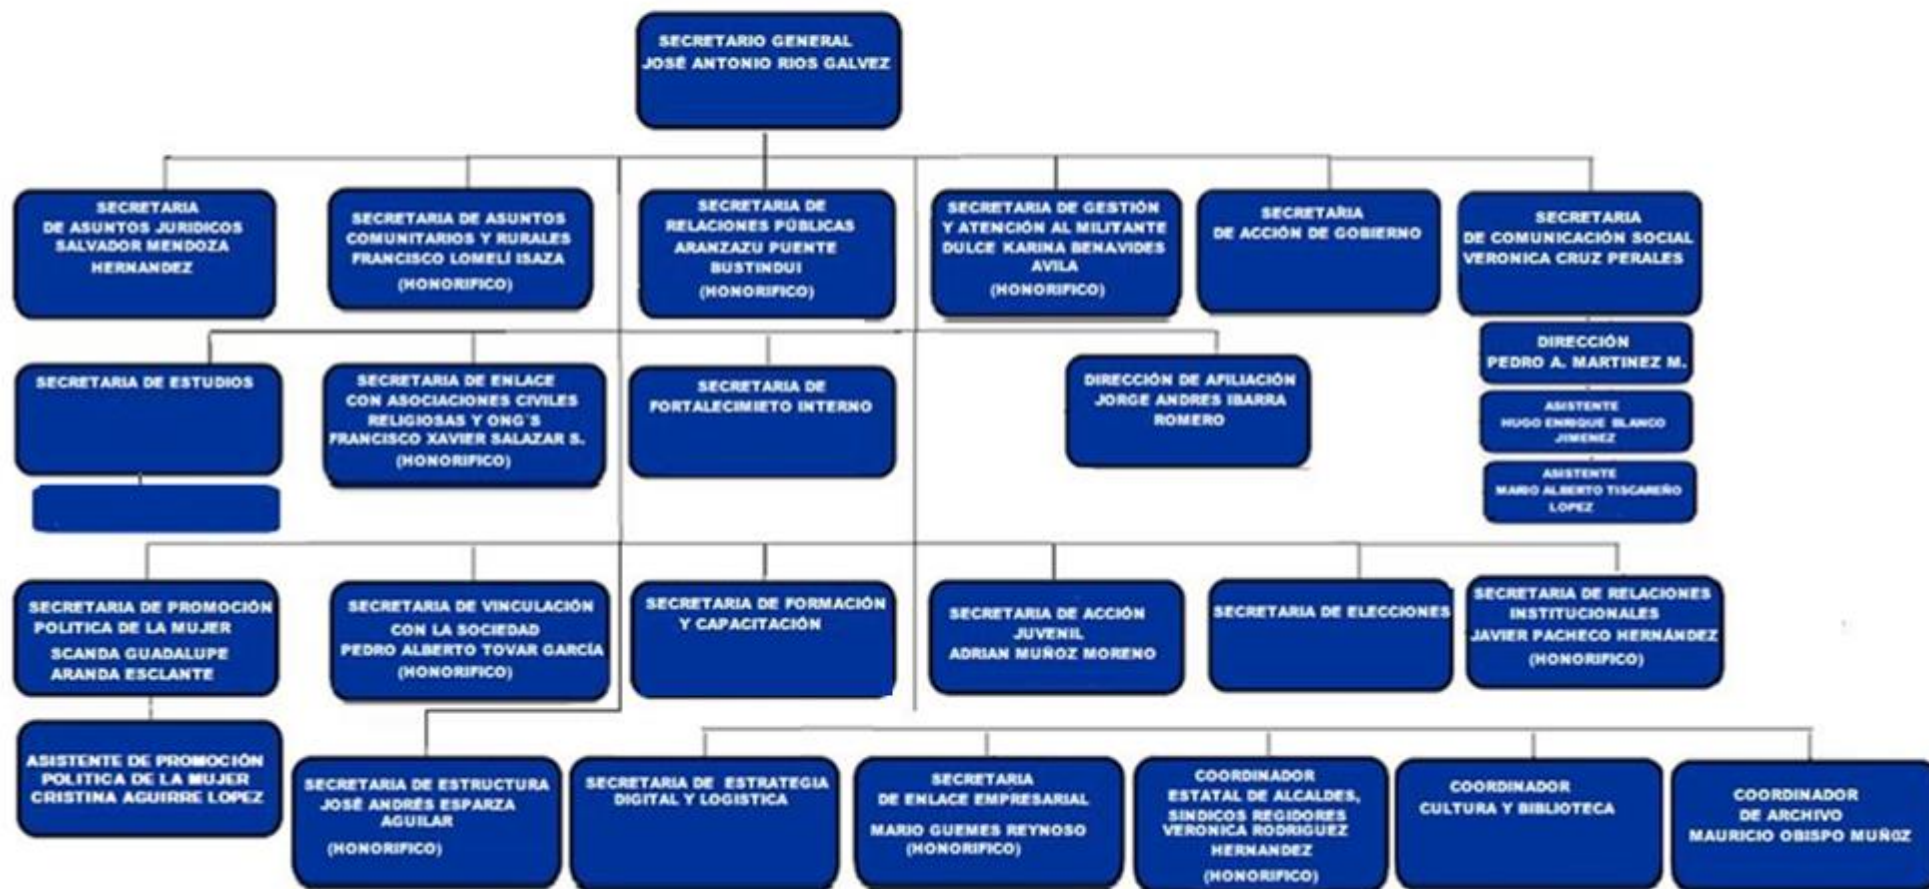 SECRETARIO GENERAL
JOSÉ ANTONIO RIOS GALVEZ
SECRETARIA
DE ASUNTOS JURIDICOS
SALVADOR MENDOZA
HERNANDEZ
SECRETARIA DE ASUNTOS
COMUNITARIOS Y RURALES
FRANCISCO LOMELÍ ISAZA
(HONORIFICO)
SECRETARIA DE
RELACIONES PÚBLICAS
ARANZAZU PUENTE
BUSTINDUI
(HONORIFICO)
SECRETARIA DE GESTIÓN
Y ATENCIÓN AL MILITANTE
DULCE KARINA BENAVIDES
AVILA
(HONORIFICO)
SECRETARÍA
DE ACCIÓN DE GOBIERNO
SECRETARIA
DE COMUNICACIÓN SOCIAL
VERONICA CRUZ PERALES
DIRECCIÓN
PEDRO A. MARTINEZ M.
ASISTENTE
HUGO ENRIQUE BLANCO
JIMENEZ
ASISTENTE
MARIO ALBERTO TISCAREÑO
LOPEZ
SECRETARIA DE ESTUDIOS
SECRETARIA DE ENLACE
CON ASOCIACIONES CIVILES
RELIGIOSAS Y ONG´S
FRANCISCO XAVIER SALAZAR S.
(HONORIFICO)
SECRETARIA DE
FORTALECIMIETO INTERNO
DIRECCIÓN DE AFILIACIÓN
JORGE ANDRES IBARRA
ROMERO
SECRETARIA DE PROMOCIÓN
POLITICA DE LA MUJER
SCANDA GUADALUPE
ARANDA ESCLANTE
SECRETARIA DE VINCULACIÓN
CON LA SOCIEDAD
PEDRO ALBERTO TOVAR GARCÍA
(HONORIFICO)
SECRETARIA DE FORMACIÓN
Y CAPACITACIÓN
SECRETARIA DE ACCIÓN
JUVENIL
ADRIAN MUÑOZ MORENO
SECRETARIA DE ELECCIONES
SECRETARIA DE RELACIONES
INSTITUCIONALES
JAVIER PACHECO HERNÁNDEZ
(HONORIFICO)
ASISTENTE DE PROMOCIÓN
POLITICA DE LA MUJER
CRISTINA AGUIRRE LOPEZ
SECRETARIA DE ESTRUCTURA
JOSÉ ANDRÉS ESPARZA
AGUILAR
(HONORIFICO)
SECRETARIA DE ESTRATEGIA
DIGITAL Y LOGISTICA
SECRETARIA
DE ENLACE EMPRESARIAL
MARIO GUEMES REYNOSO
(HONORIFICO)
COORDINADOR
ESTATAL DE ALCALDES,
SINDICOS REGIDORES
VERONICA RODRIGUEZ
HERNANDEZ
(HONORIFICO)
COORDINADOR
CULTURA Y BIBLIOTECA
COORDINADOR
DE ARCHIVO
MAURICIO OBISPO MUÑOZ